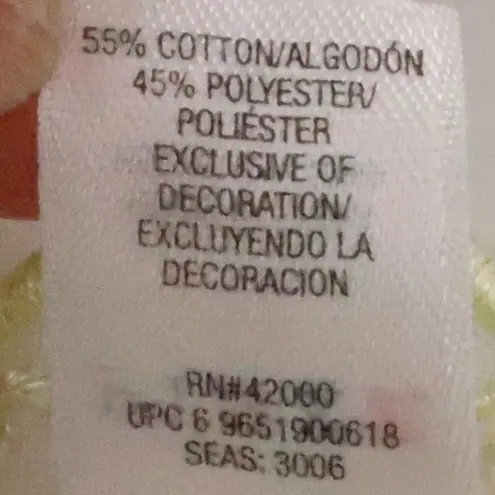 55% COTTON/ALGODÓN
45% POLYESTER/
POLIÉSTER
EXCLUSIVE OF
DECORATION/
EXCLUYENDO LA
DECORACION
RN#42000
UPC 6 9651900618
SEAS: 3006